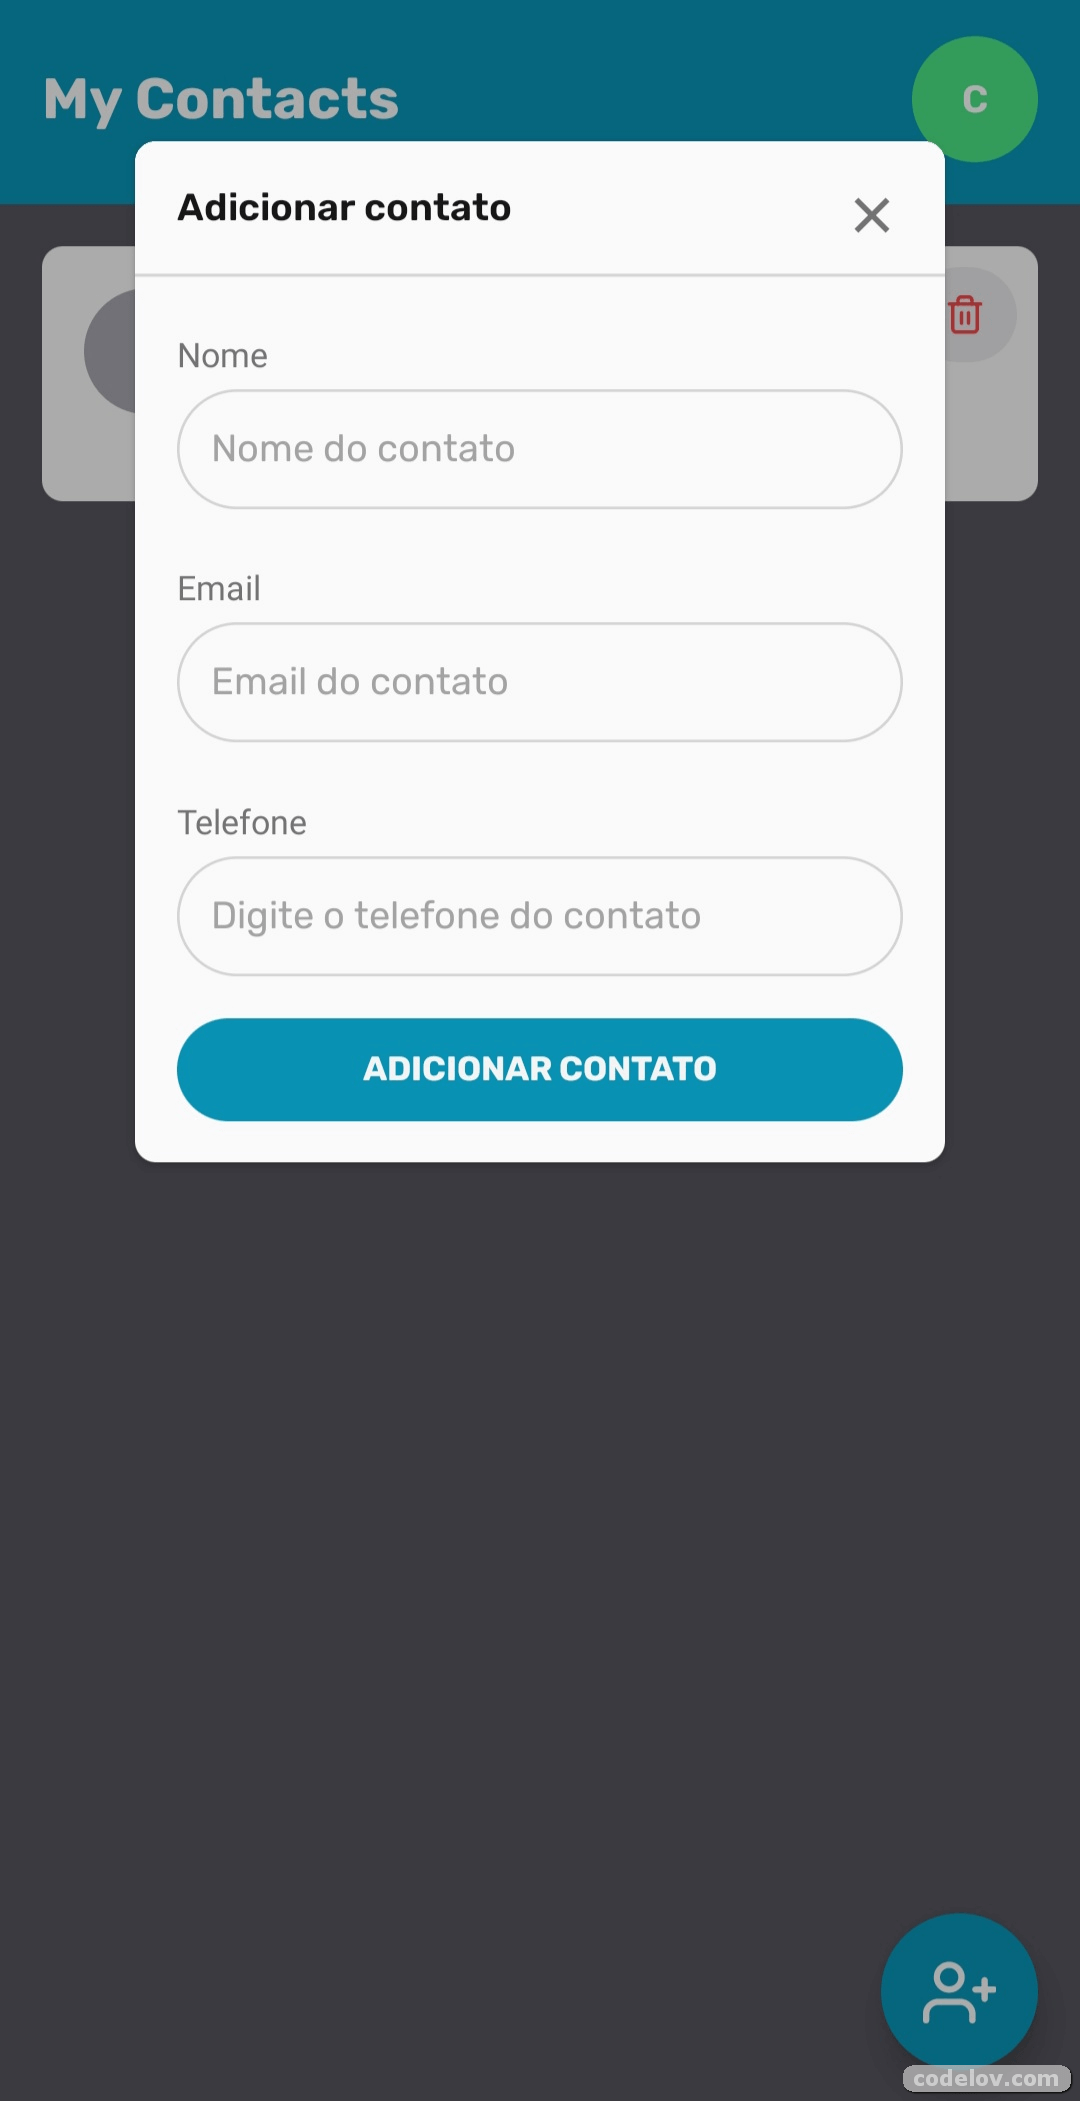 My Contacts
C
Adicionar contato
Nome
Nome do contato
Email
Email do contato
Telefone
Digite o telefone do contato
ADICIONAR CONTATO
codelov.com